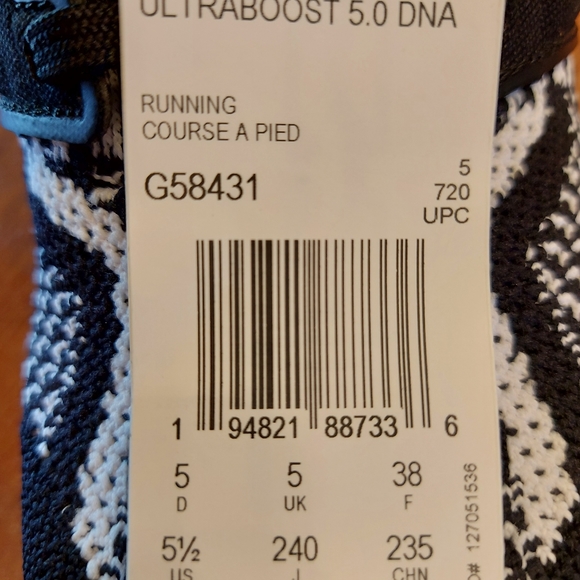 ULTRABOOST 5.0 DNA
RUNNING
COURSE A PIED
G58431
5
720
UPC
1 94821 88733 6
5 5 38
D UK F
5½ 240 235
US J CHN
# 127051536